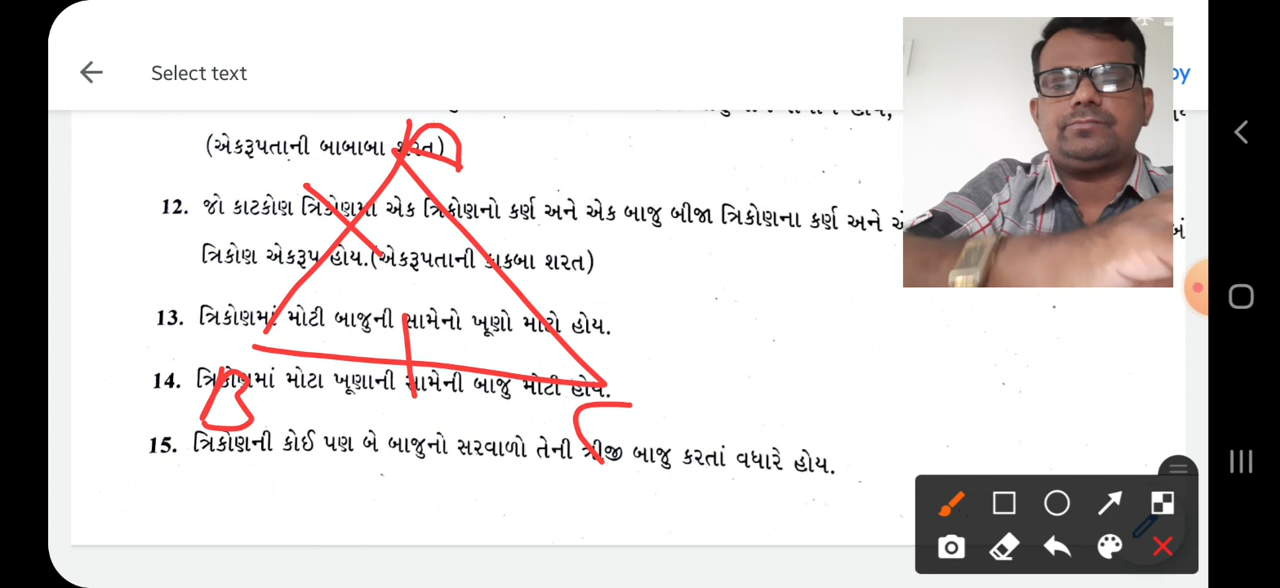 Select text
(એકરૂપતાની બાબાબા શરત)
12. જો કાટકોણ ત્રિકોણમાં એક ત્રિકોણનો કર્ણ અને એક બાજુ બીજા ત્રિકોણના કર્ણ અને
ત્રિકોણ એકરૂપ હોય.(એકરૂપતાની કાકબા શરત)
13. ત્રિકોણમાં મોટી બાજુની સામેનો ખૂણો મોટો હોય.
14. ત્રિકોણમાં મોટા ખૂણાની સામેની બાજુ મોટી હોય.
15. ત્રિકોણની કોઈ પણ બે બાજુનો સરવાળો તેની ત્રીજી બાજુ કરતાં વધારે હોય.
B
C